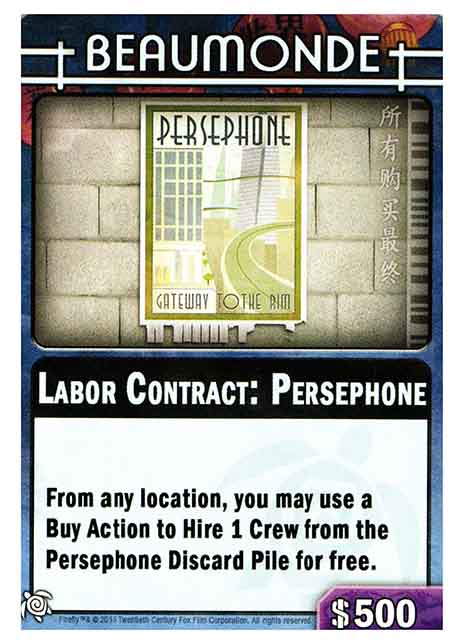 BEAUMONDE
PERSEPHONE
GATEWAY TO THE RIM
所有购买最终
LABOR CONTRACT: PERSEPHONE
From any location, you may use a
Buy Action to Hire 1 Crew from the
Persephone Discard Pile for free.
Firefly™& © 2014 Twentieth Century Fox Film Corporation. All rights reserved.
$500